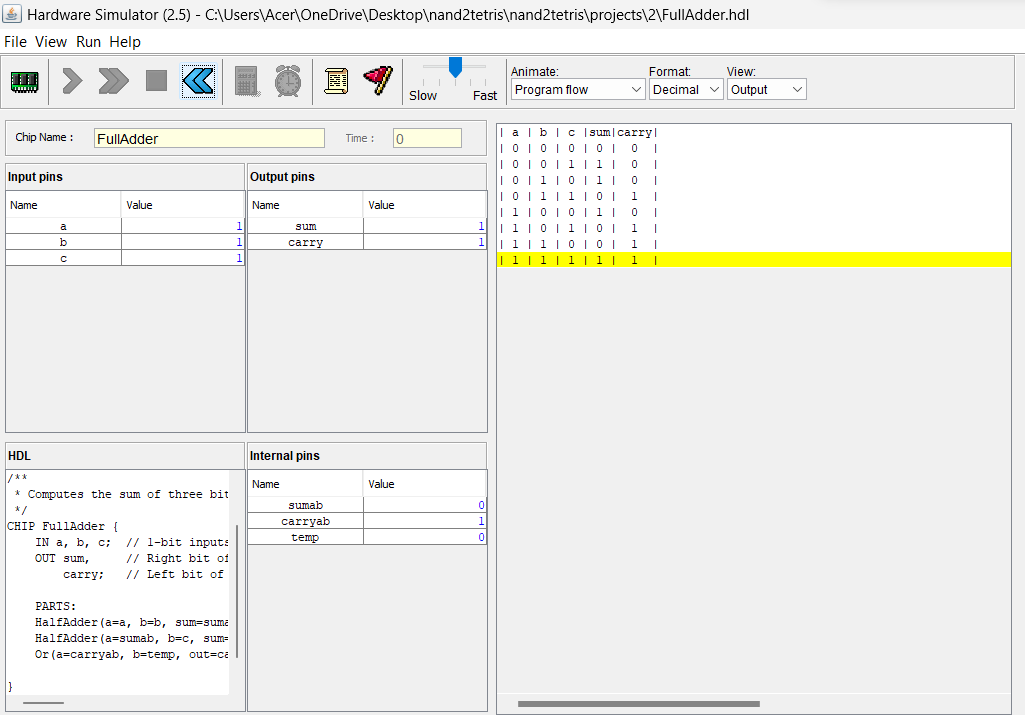 Hardware Simulator (2.5) - C:\Users\Acer\OneDrive\Desktop\nand2tetris\nand2tetris\projects\2\FullAdder.hdl
File View Run Help
Slow Fast
Animate: Format: View:
Program flow Decimal Output
Chip Name : FullAdder Time : 0
Input pins
Name Value
a 1
b 1
c 1
Output pins
Name Value
sum 1
carry 1
HDL
/**
 * Computes the sum of three bit
 */
CHIP FullAdder {
    IN a, b, c;  // 1-bit inputs
    OUT sum,     // Right bit of
        carry;   // Left bit of

    PARTS:
    HalfAdder(a=a, b=b, sum=suma
    HalfAdder(a=sumab, b=c, sum=
    Or(a=carryab, b=temp, out=ca

}
Internal pins
Name Value
sumab 0
carryab 1
temp 0
| a | b | c |sum|carry|
| 0 | 0 | 0 | 0 |  0  |
| 0 | 0 | 1 | 1 |  0  |
| 0 | 1 | 0 | 1 |  0  |
| 0 | 1 | 1 | 0 |  1  |
| 1 | 0 | 0 | 1 |  0  |
| 1 | 0 | 1 | 0 |  1  |
| 1 | 1 | 0 | 0 |  1  |
| 1 | 1 | 1 | 1 |  1  |